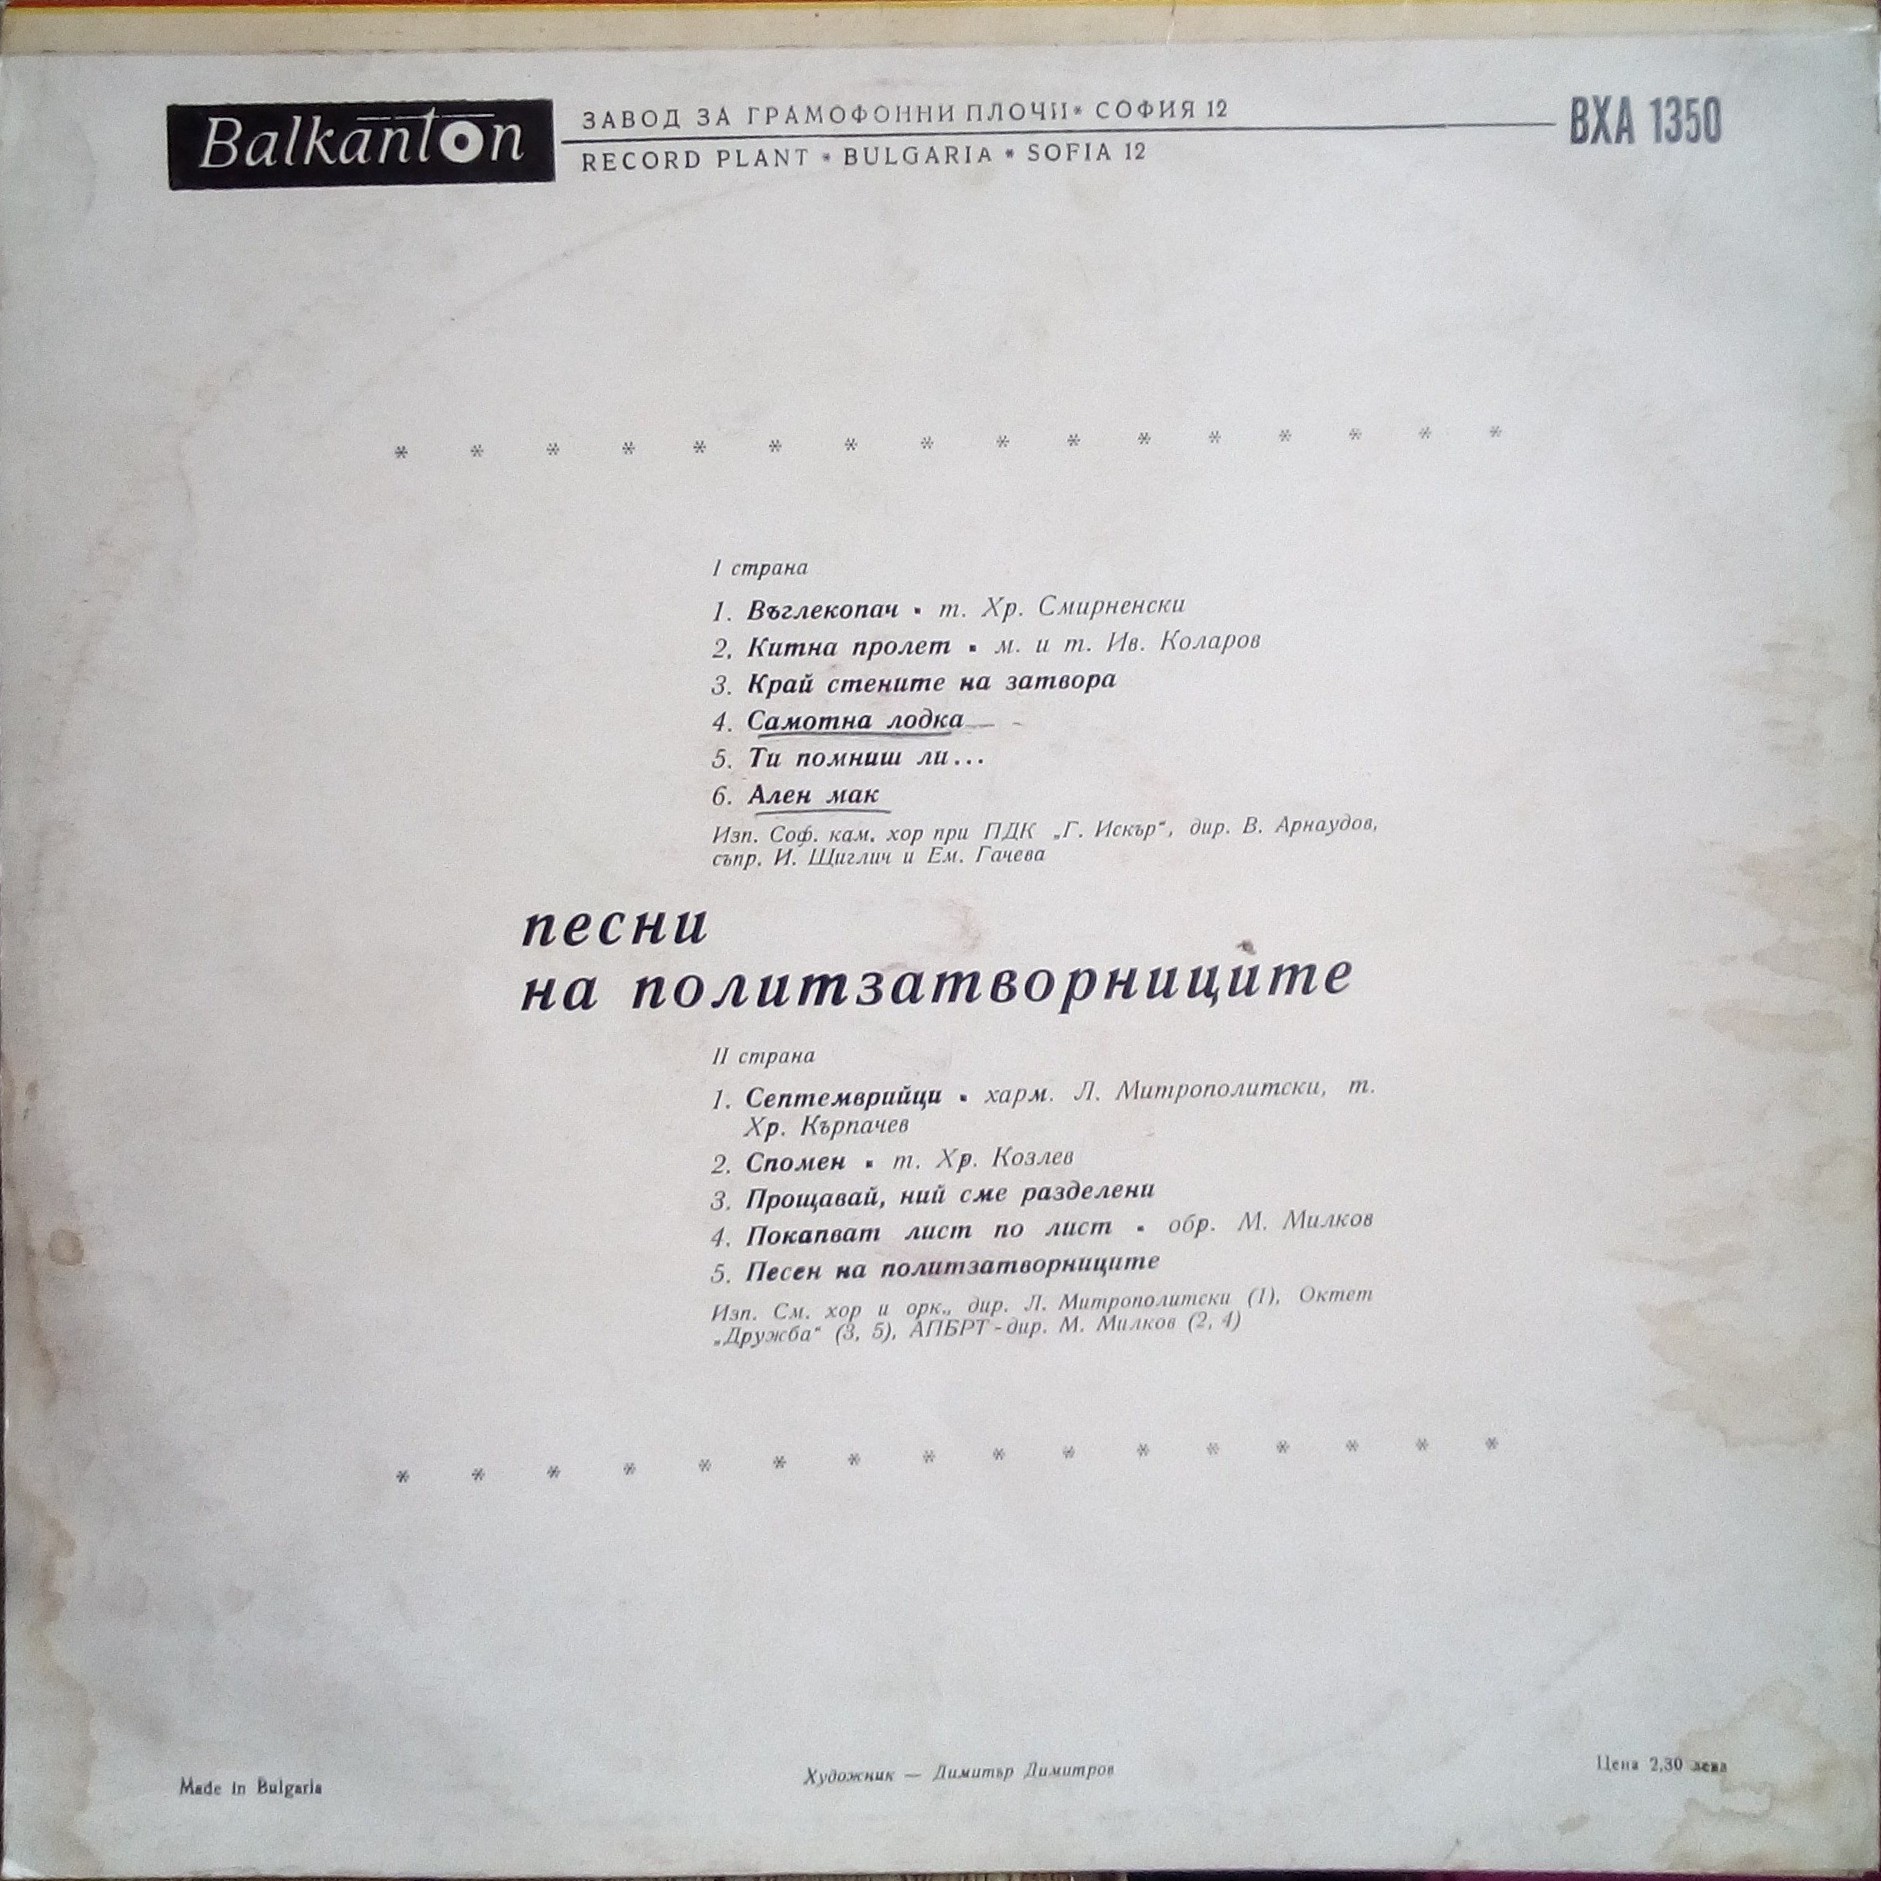 Balkanton
ЗАВОД ЗА ГРАМОФОННИ ПЛОЧИ * СОФИЯ 12
RECORD PLANT * BULGARIA * SOFIA 12
ВХА 1350
* * * * * * * * * * * * * * * *
I страна
1. Въглекопач ▪ т. Хр. Смирненски
2. Китна пролет ▪ м. и т. Ив. Коларов
3. Край стените на затвора
4. Самотна лодка
5. Ти помниш ли...
6. Ален мак
Изп. Соф. кам. хор при ПДК „Г. Искър“, дир. В. Арнаудов,
съпр. И. Щиглич и Ем. Гачева
песни
на политзатворниците
II страна
1. Септемврийци ▪ харм. Л. Митрополитски, т.
Хр. Кърпачев
2. Спомен ▪ т. Хр. Козлев
3. Прощавай, ний сме разделени
4. Покапват лист по лист ▪ обр. М. Милков
5. Песен на политзатворниците
Изп. См. хор и орк., дир. Л. Митрополитски (1), Октет
„Дружба“ (3, 5), АПБРТ - дир. М. Милков (2, 4)
* * * * * * * * * * * * * * * *
Made in Bulgaria
Художник — Димитър Димитров
Цена 2,30 лева